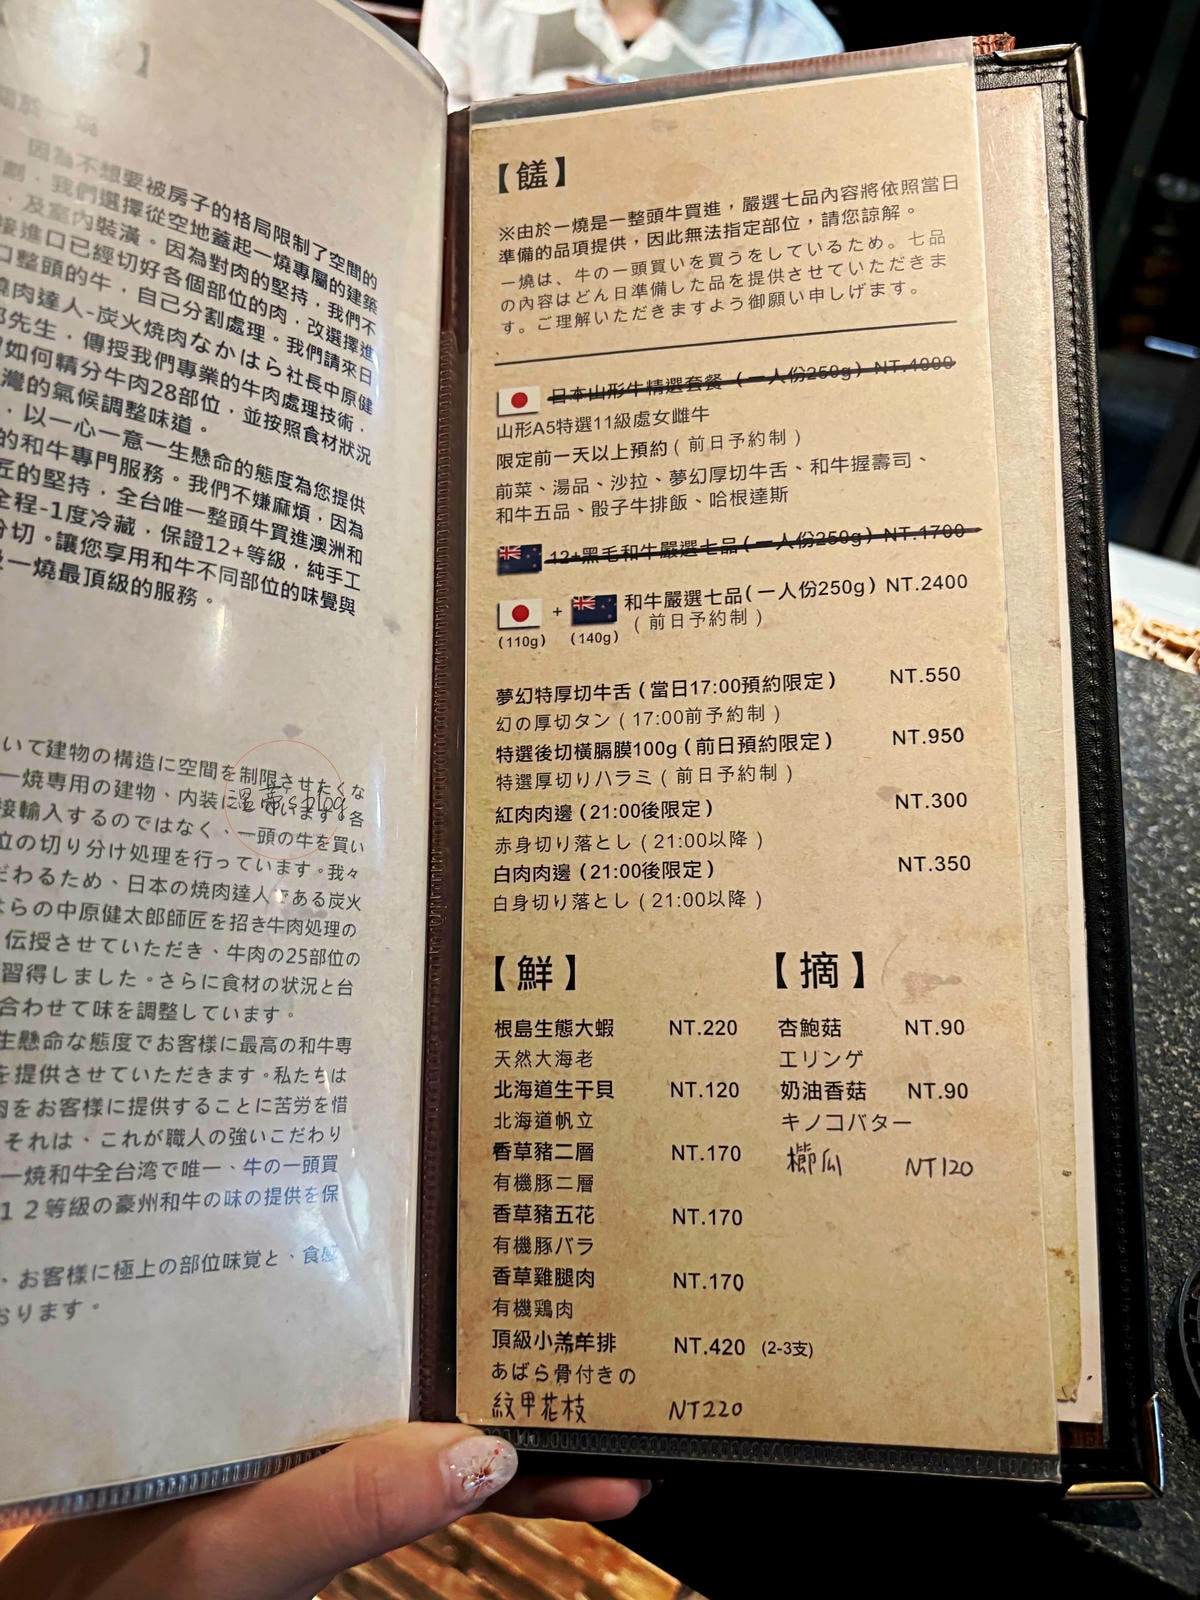 】
因為不想要被房子的格局限制了空間的
劃，我們選擇從空地蓋起一燒專屬的建築
，及室內裝潢。因為對肉的堅持，我們不
接進口已經切好各個部位的肉，改選擇進
口整頭的牛，自己分割處理。我們請來日
燒肉達人-炭火燒肉なかはら社長中原健
郎先生，傳授我們專業的牛肉處理技術，
如何精分牛肉28部位，並按照食材狀況
灣的氣候調整味道。
，以一心一意一生懸命的態度為您提供
的和牛專門服務。我們不嫌麻煩，因為
匠的堅持，全台唯一整頭牛買進澳洲和
全程-1度冷藏，保證12+等級，純手工
分切。讓您享用和牛不同部位的味覺與
一燒最頂級的服務。
いて建物の構造に空間を制限させたくな
一焼専用の建物、内装に
各
接輸入するのではなく、一頭の牛を買い
位の切り分け処理を行っています。我々
だわるため、日本の焼肉達人である炭火
はらの中原健太郎師匠を招き牛肉処理の
伝授させていただき、牛肉の25部位の
習得しました。さらに食材の状況と台
合わせて味を調整しています。
生懸命な態度でお客様に最高の和牛専
を提供させていただきます。私たちは
肉をお客様に提供することに苦労を惜
それは、これが職人の強いこだわり
一焼和牛全台湾で唯一、牛の一頭買
１２等級の豪州和牛の味の提供を保
、お客様に極上の部位味覚と、食感
おります。
【饈】
※由於一燒是一整頭牛買進，嚴選七品內容將依照當日
準備的品項提供，因此無法指定部位，請您諒解。
一燒は、牛の一頭買いを買うをしているため。七品
の內容はどん日準備した品を提供させていただきま
す。ご理解いただきますよう御願い申しげます。
日本山形牛精選套餐（一人份250g）NT.4000
山形A5特選11級處女雌牛
限定前一天以上預約（前日予約制）
前菜、湯品、沙拉、夢幻厚切牛舌、和牛握壽司、
和牛五品、骰子牛排飯、哈根達斯
12+黑毛和牛嚴選七品(一人份250g) NT.1700
+ 和牛嚴選七品(一人份250g) NT.2400
(110g) (140g) （前日予約制）
夢幻特厚切牛舌 (當日17:00預約限定) NT.550
幻の厚切タン（17:00前予約制）
特選後切橫膈膜100g (前日預約限定) NT.950
特選厚切りハラミ（前日予約制）
紅肉肉邊 (21:00後限定) NT.300
赤身切り落とし (21:00以降)
白肉肉邊 (21:00後限定) NT.350
白身切り落とし (21:00以降)
【鮮】
根島生態大蝦 NT.220
天然大海老
北海道生干貝 NT.120
北海道帆立
香草豬二層 NT.170
有機豚二層
香草豬五花 NT.170
有機豚バラ
香草雞腿肉 NT.170
有機鶏肉
頂級小羔羊排 NT.420 (2-3支)
あばら骨付きの
紋甲花枝 NT220
【摘】
杏鮑菇 NT.90
エリンゲ
奶油香菇 NT.90
キノコバター
櫛瓜 NT120